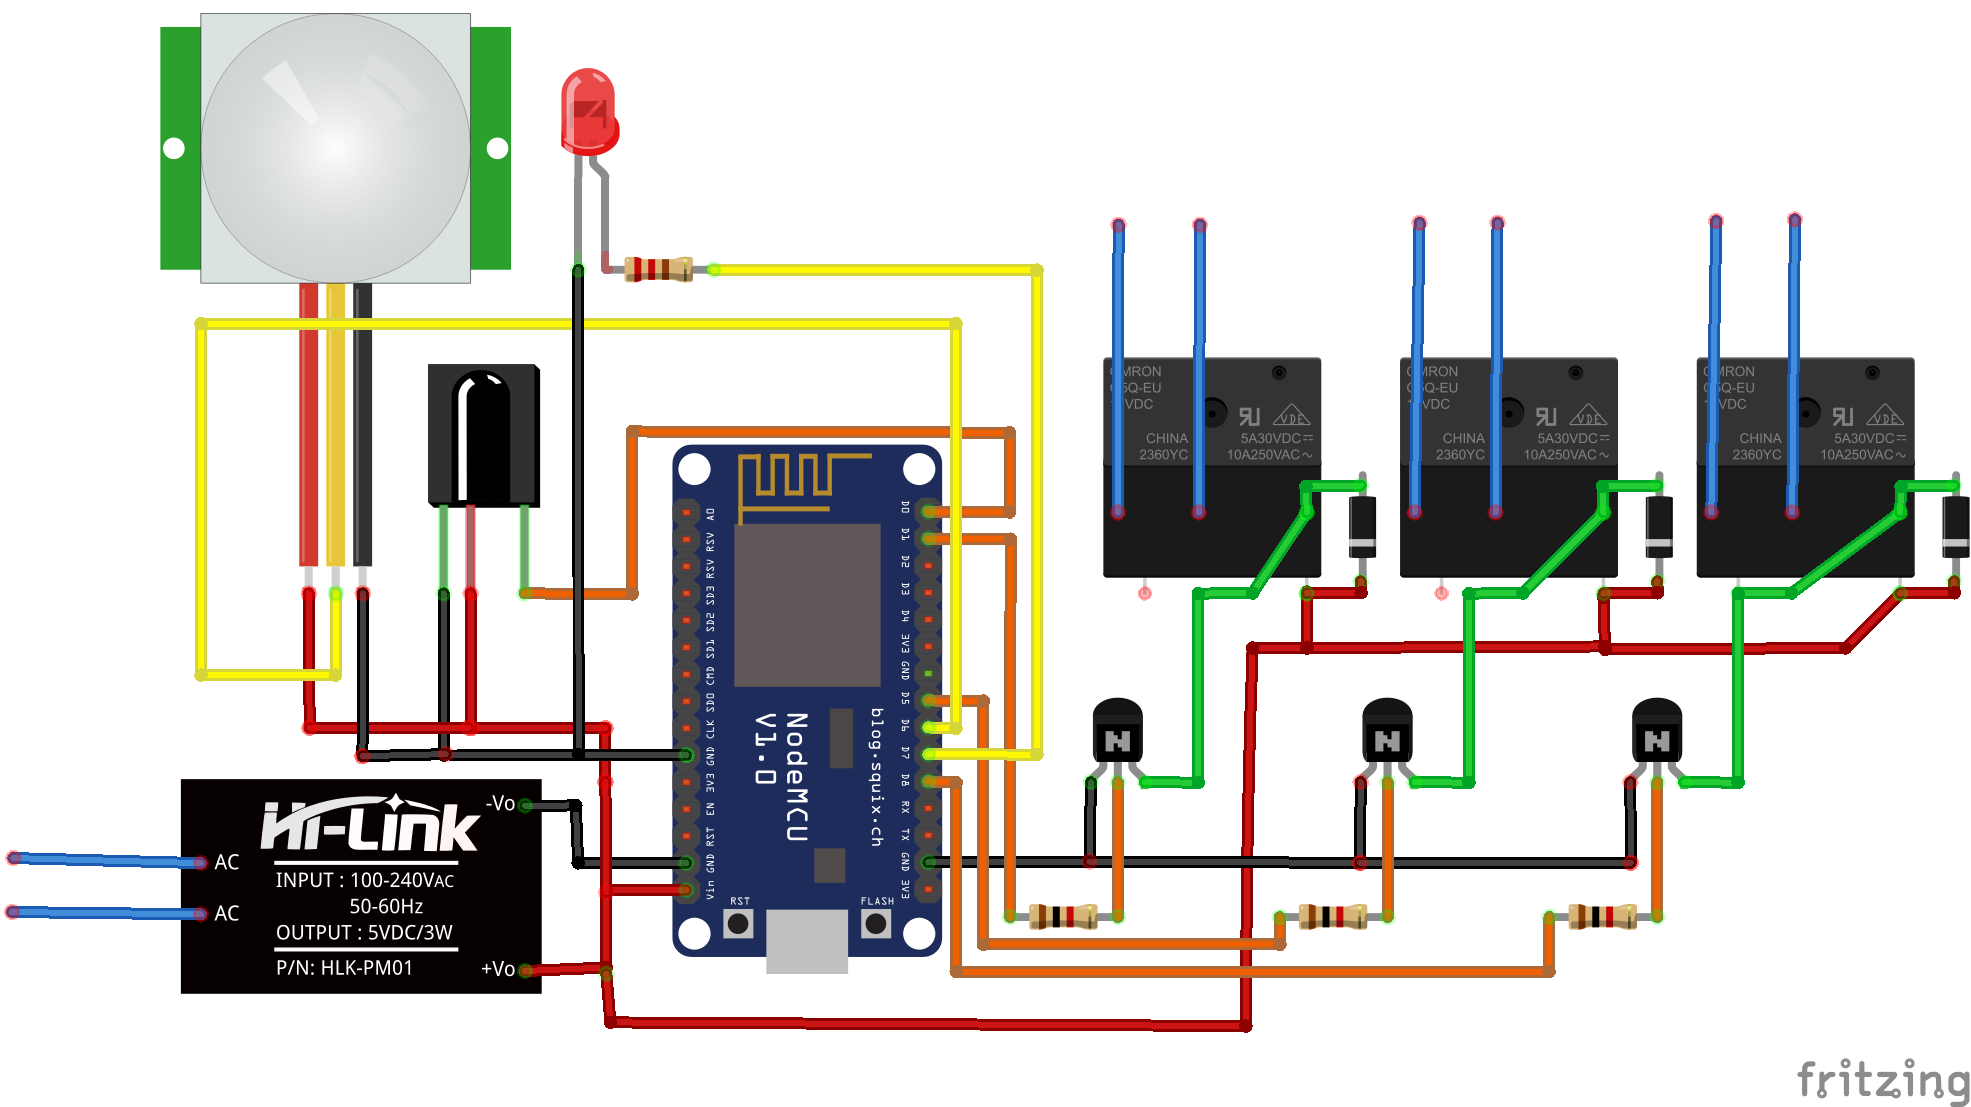 OMRON
G5Q-EU
VDC
CHINA
2360YC
VDE
5A30VDC
10A250VAC
OMRON
G5Q-EU
VDC
CHINA
2360YC
VDE
5A30VDC
10A250VAC
OMRON
G5Q-EU
VDC
CHINA
2360YC
VDE
5A30VDC
10A250VAC
A0
RSV
RSV
SD3
SD2
SD1
CMD
SD0
CLK
GND
3V3
EN
RST
GND
Vin
D0
D1
D2
D3
D4
3V3
GND
D5
D6
D7
D8
RX
TX
GND
3V3
NodeMCU
V1.0
blog.squix.ch
RST
FLASH
N
N
N
Hi-Link
-Vo
AC
INPUT : 100-240VAC
50-60Hz
AC
OUTPUT : 5VDC/3W
P/N: HLK-PM01
+Vo
fritzing